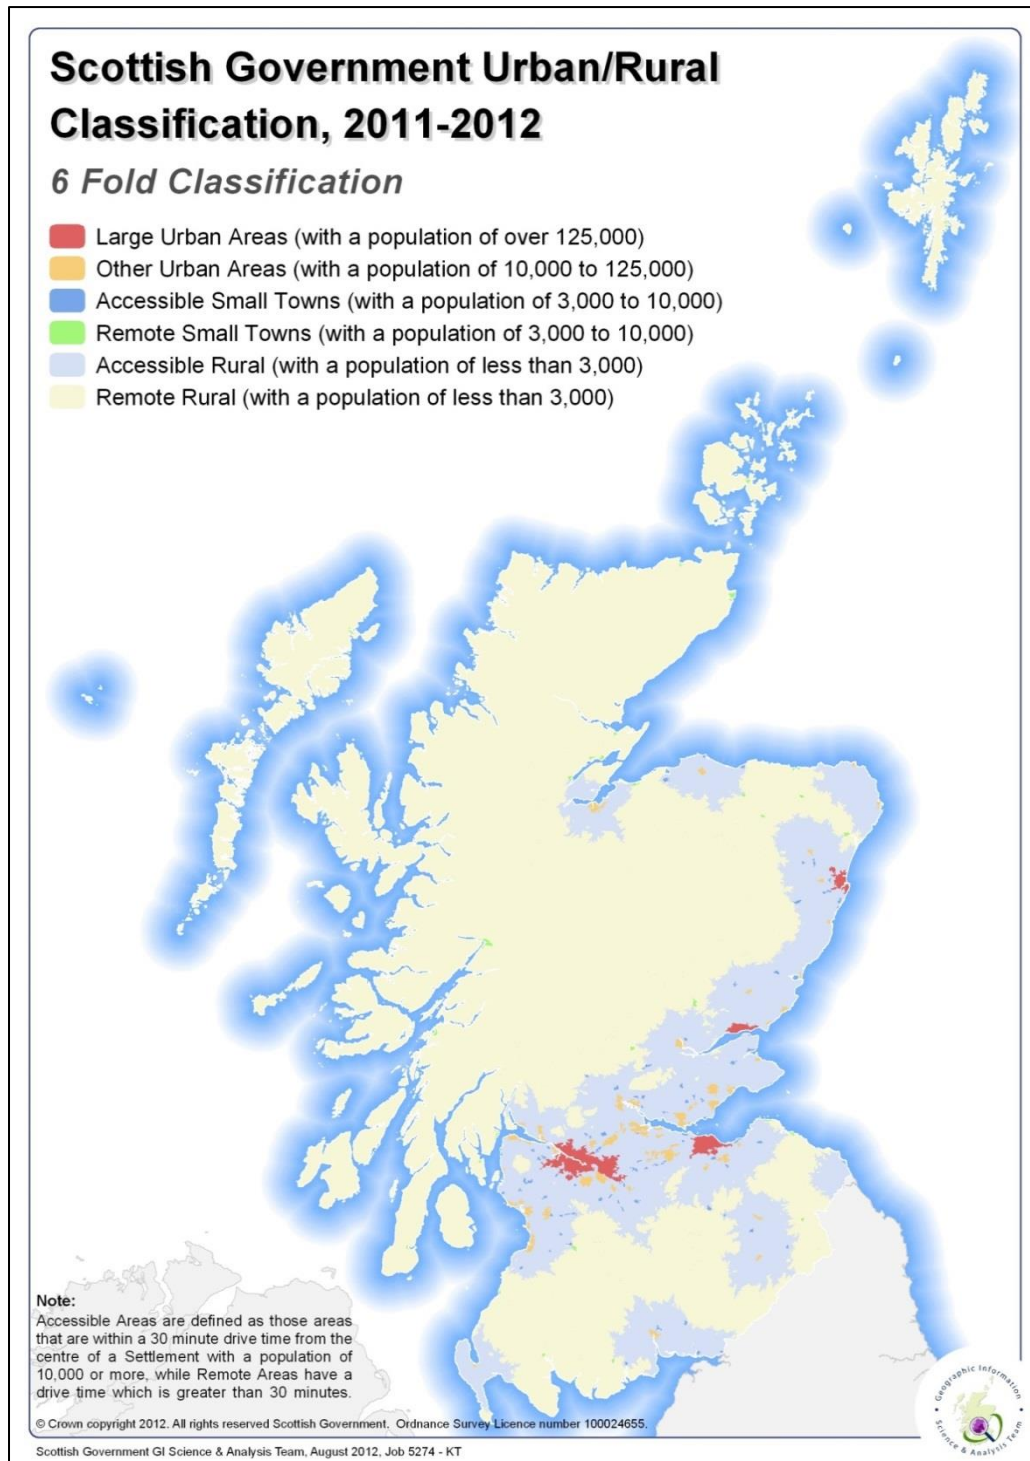 Scottish Government Urban/Rural
Classification, 2011-2012
6 Fold Classification
Large Urban Areas (with a population of over 125,000)
Other Urban Areas (with a population of 10,000 to 125,000)
Accessible Small Towns (with a population of 3,000 to 10,000)
Remote Small Towns (with a population of 3,000 to 10,000)
Accessible Rural (with a population of less than 3,000)
Remote Rural (with a population of less than 3,000)
Note:
Accessible Areas are defined as those areas
that are within a 30 minute drive time from the
centre of a Settlement with a population of
10,000 or more, while Remote Areas have a
drive time which is greater than 30 minutes.
© Crown copyright 2012. All rights reserved Scottish Government. Ordnance Survey Licence number 100024655.
Scottish Government GI Science & Analysis Team, August 2012, Job 5274 - KT
Geographic Information
Science & Analysis Team